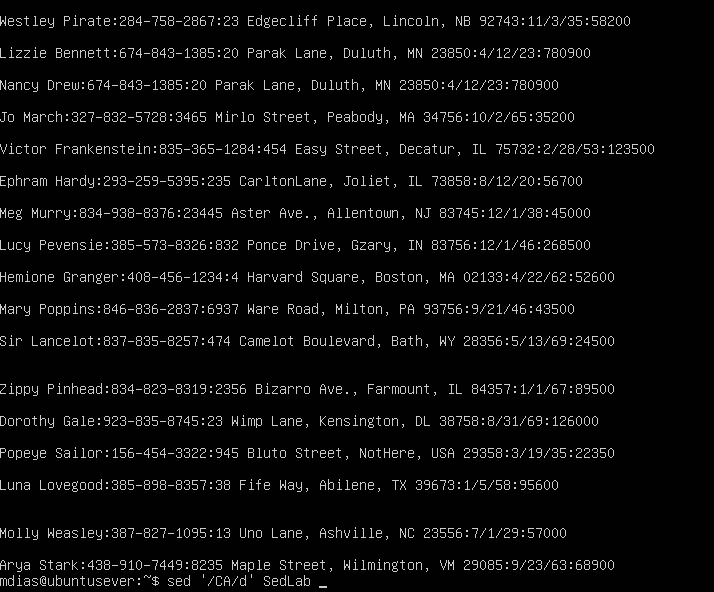 Westley Pirate:284-758-2867:23 Edgecliff Place, Lincoln, NB 92743:11/3/35:58200
Lizzie Bennett:674-843-1385:20 Parak Lane, Duluth, MN 23850:4/12/23:780900
Nancy Drew:674-843-1385:20 Parak Lane, Duluth, MN 23850:4/12/23:780900
Jo March:327-832-5728:3465 Mirlo Street, Peabody, MA 34756:10/2/65:35200
Victor Frankenstein:835-365-1284:454 Easy Street, Decatur, IL 75732:2/28/53:123500
Ephram Hardy:293-259-5395:235 CarltonLane, Joliet, IL 73858:8/12/20:56700
Meg Murry:834-938-8376:23445 Aster Ave., Allentown, NJ 83745:12/1/38:45000
Lucy Pevensie:385-573-8326:832 Ponce Drive, Gzary, IN 83756:12/1/46:268500
Hemione Granger:408-456-1234:4 Harvard Square, Boston, MA 02133:4/22/62:52600
Mary Poppins:846-836-2837:6937 Ware Road, Milton, PA 93756:9/21/46:43500
Sir Lancelot:837-835-8257:474 Camelot Boulevard, Bath, WY 28356:5/13/69:24500
Zippy Pinhead:834-823-8319:2356 Bizarro Ave., Farmount, IL 84357:1/1/67:89500
Dorothy Gale:923-835-8745:23 Wimp Lane, Kensington, DL 38758:8/31/69:126000
Popeye Sailor:156-454-3322:945 Bluto Street, NotHere, USA 29358:3/19/35:22350
Luna Lovegood:385-898-8357:38 Fife Way, Abilene, TX 39673:1/5/58:95600
Molly Weasley:387-827-1095:13 Uno Lane, Ashville, NC 23556:7/1/29:57000
Arya Stark:438-910-7449:8235 Maple Street, Wilmington, VM 29085:9/23/63:68900
mdias@ubuntusever:~$ sed '/CA/d' SedLab _